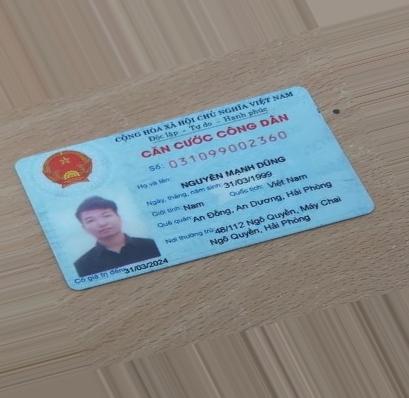 CỘNG HÒA XÃ HỘI CHỦ NGHĨA VIỆT NAM
Độc lập - Tự do - Hạnh phúc
CĂN CƯỚC CÔNG DÂN
Số: 031099002360
Họ và tên:
NGUYỄN MẠNH DŨNG
Ngày, tháng, năm sinh: 31/03/1999
Giới tính: Nam Quốc tịch: Việt Nam
Quê quán: An Đồng, An Dương, Hải Phòng
Nơi thường trú: 48/112 Ngô Quyền, Máy Chai
Ngô Quyền, Hải Phòng
Có giá trị đến: 31/03/2024